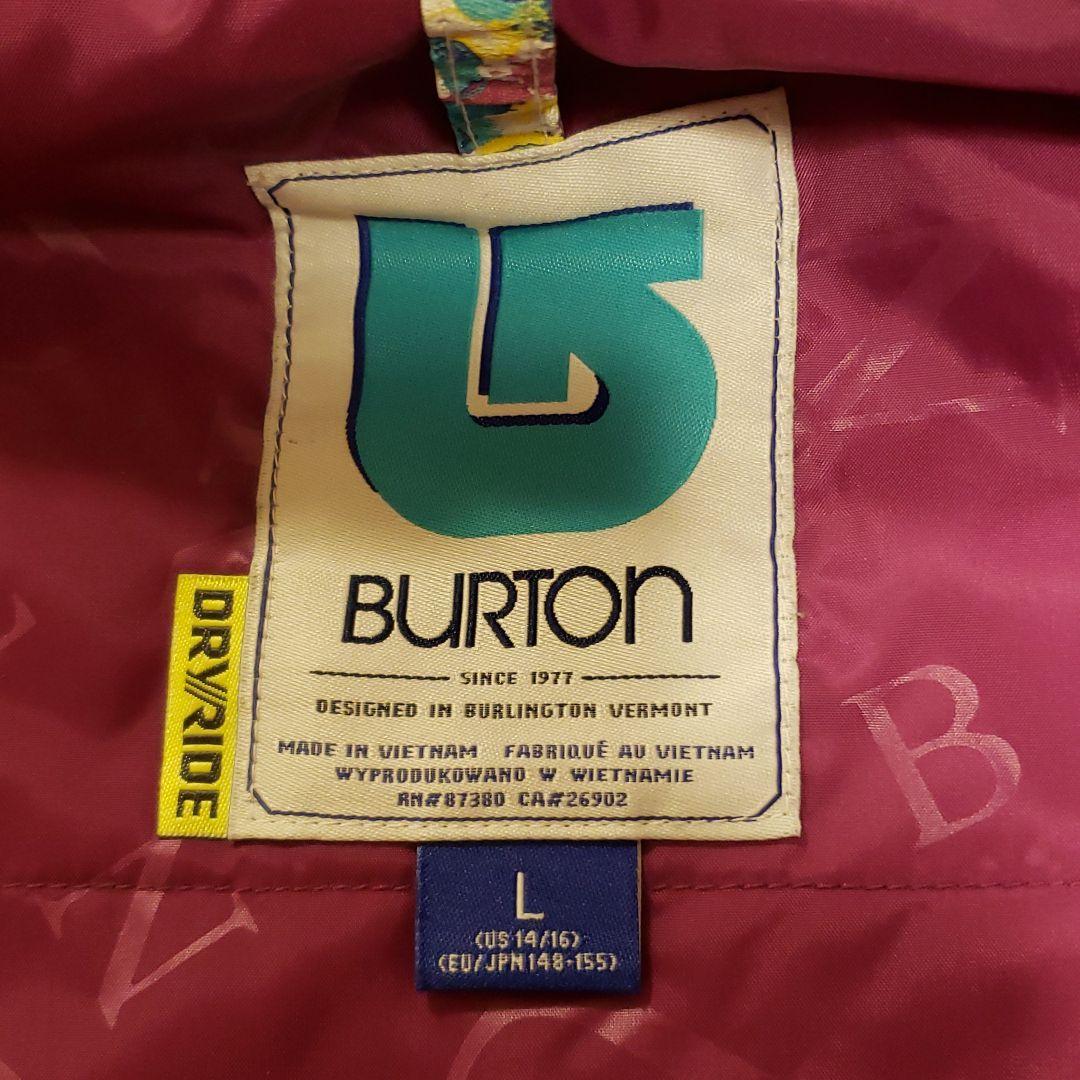 BURTON
SINCE 1977
DESIGNED IN BURLINGTON VERMONT
MADE IN VIETNAM FABRIQUÉ AU VIETNAM
WYPRODUKOWANO W WIETNAMIE
RN#87380 CA#26902
DRY//RIDE
L
(US 14/16)
(EU/JPN 148-155)
B